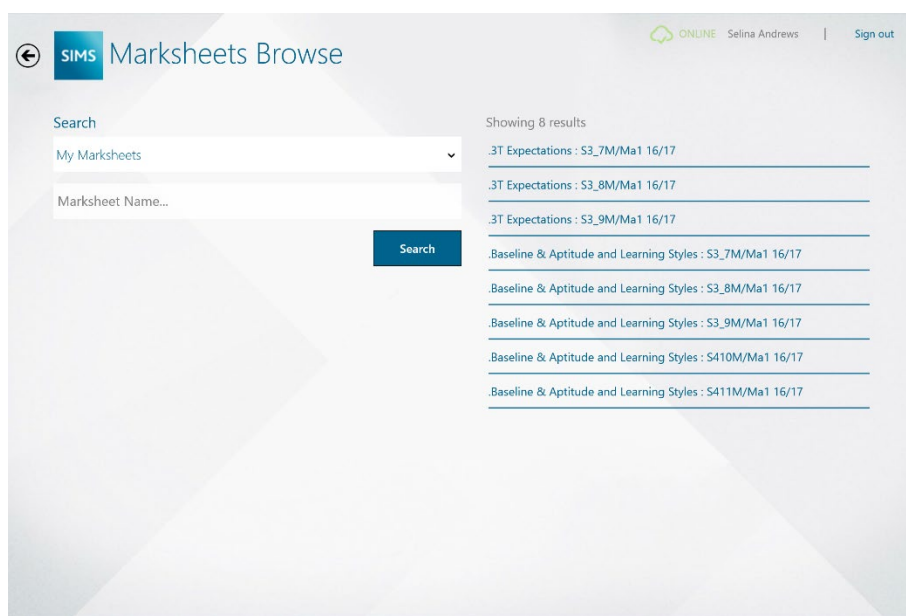 ONLINE Selina Andrews | Sign out
SIMS Marksheets Browse
Search
My Marksheets
Marksheet Name...
Search
Showing 8 results
.3T Expectations : S3_7M/Ma1 16/17
.3T Expectations : S3_8M/Ma1 16/17
.3T Expectations : S3_9M/Ma1 16/17
.Baseline & Aptitude and Learning Styles : S3_7M/Ma1 16/17
.Baseline & Aptitude and Learning Styles : S3_8M/Ma1 16/17
.Baseline & Aptitude and Learning Styles : S3_9M/Ma1 16/17
.Baseline & Aptitude and Learning Styles : S410M/Ma1 16/17
.Baseline & Aptitude and Learning Styles : S411M/Ma1 16/17